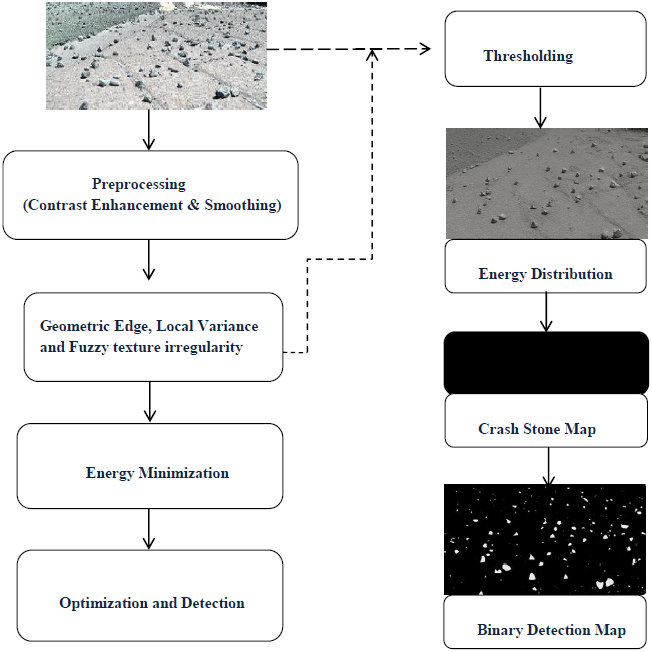 Preprocessing
(Contrast Enhancement & Smoothing)
Geometric Edge, Local Variance
and Fuzzy texture irregularity
Energy Minimization
Optimization and Detection
Thresholding
Energy Distribution
Crash Stone Map
Binary Detection Map